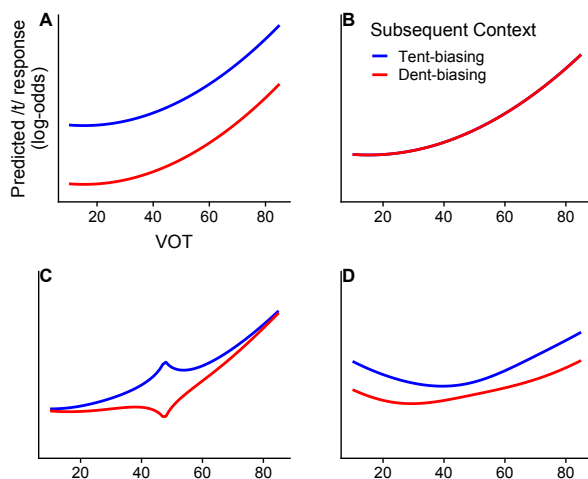 A
B
Subsequent Context
Tent-biasing
Dent-biasing
Predicted /t/ response
(log-odds)
20 40 60 80
20 40 60 80
VOT
C
D
20 40 60 80
20 40 60 80